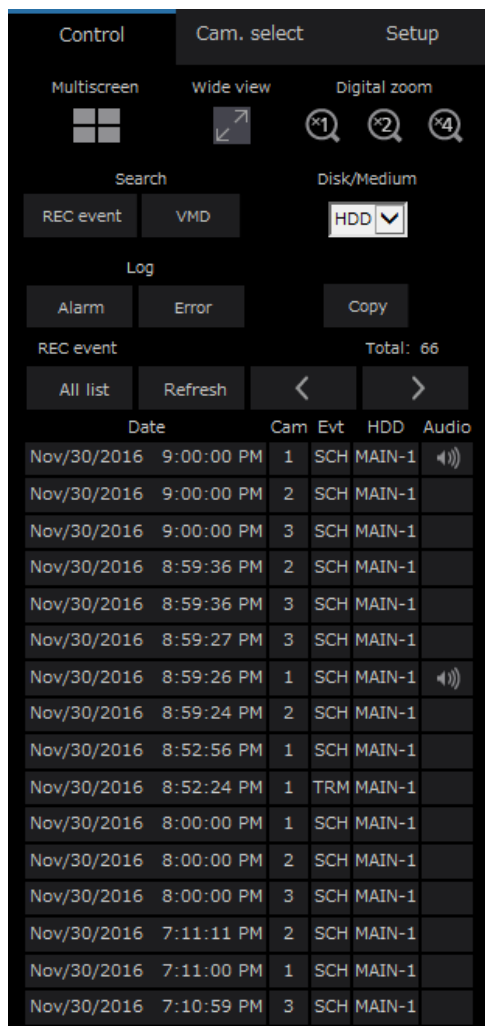 Control Cam. select Setup
Multiscreen Wide view Digital zoom
×1 ×2 ×4
Search Disk/Medium
REC event VMD HDD
Log
Alarm Error Copy
REC event Total: 66
All list Refresh < >
Date Cam Evt HDD Audio
Nov/30/2016 9:00:00 PM 1 SCH MAIN-1
Nov/30/2016 9:00:00 PM 2 SCH MAIN-1
Nov/30/2016 9:00:00 PM 3 SCH MAIN-1
Nov/30/2016 8:59:36 PM 2 SCH MAIN-1
Nov/30/2016 8:59:36 PM 3 SCH MAIN-1
Nov/30/2016 8:59:27 PM 3 SCH MAIN-1
Nov/30/2016 8:59:26 PM 1 SCH MAIN-1
Nov/30/2016 8:59:24 PM 2 SCH MAIN-1
Nov/30/2016 8:52:56 PM 1 SCH MAIN-1
Nov/30/2016 8:52:24 PM 1 TRM MAIN-1
Nov/30/2016 8:00:00 PM 1 SCH MAIN-1
Nov/30/2016 8:00:00 PM 2 SCH MAIN-1
Nov/30/2016 8:00:00 PM 3 SCH MAIN-1
Nov/30/2016 7:11:11 PM 2 SCH MAIN-1
Nov/30/2016 7:11:00 PM 1 SCH MAIN-1
Nov/30/2016 7:10:59 PM 3 SCH MAIN-1